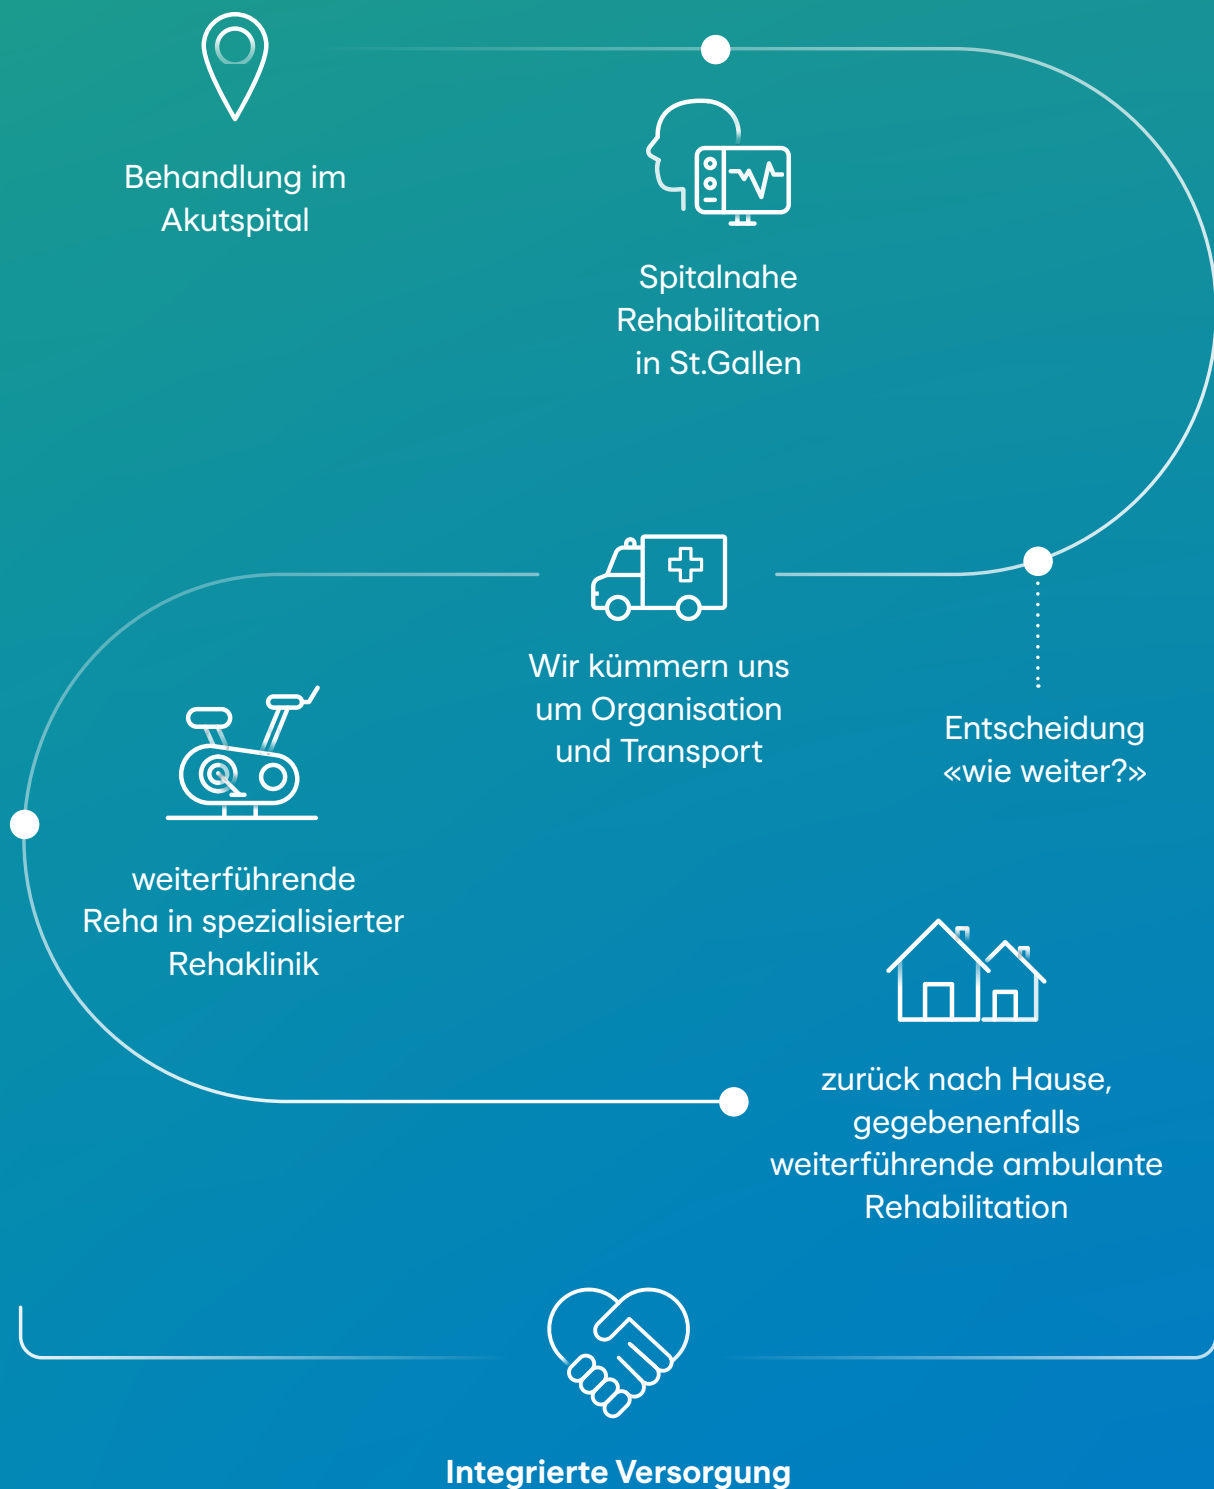 Behandlung im
Akutspital
Spitalnahe
Rehabilitation
in St.Gallen
Wir kümmern uns
um Organisation
und Transport
Entscheidung
«wie weiter?»
weiterführende
Reha in spezialisierter
Rehaklinik
zurück nach Hause,
gegebenenfalls
weiterführende ambulante
Rehabilitation
Integrierte Versorgung